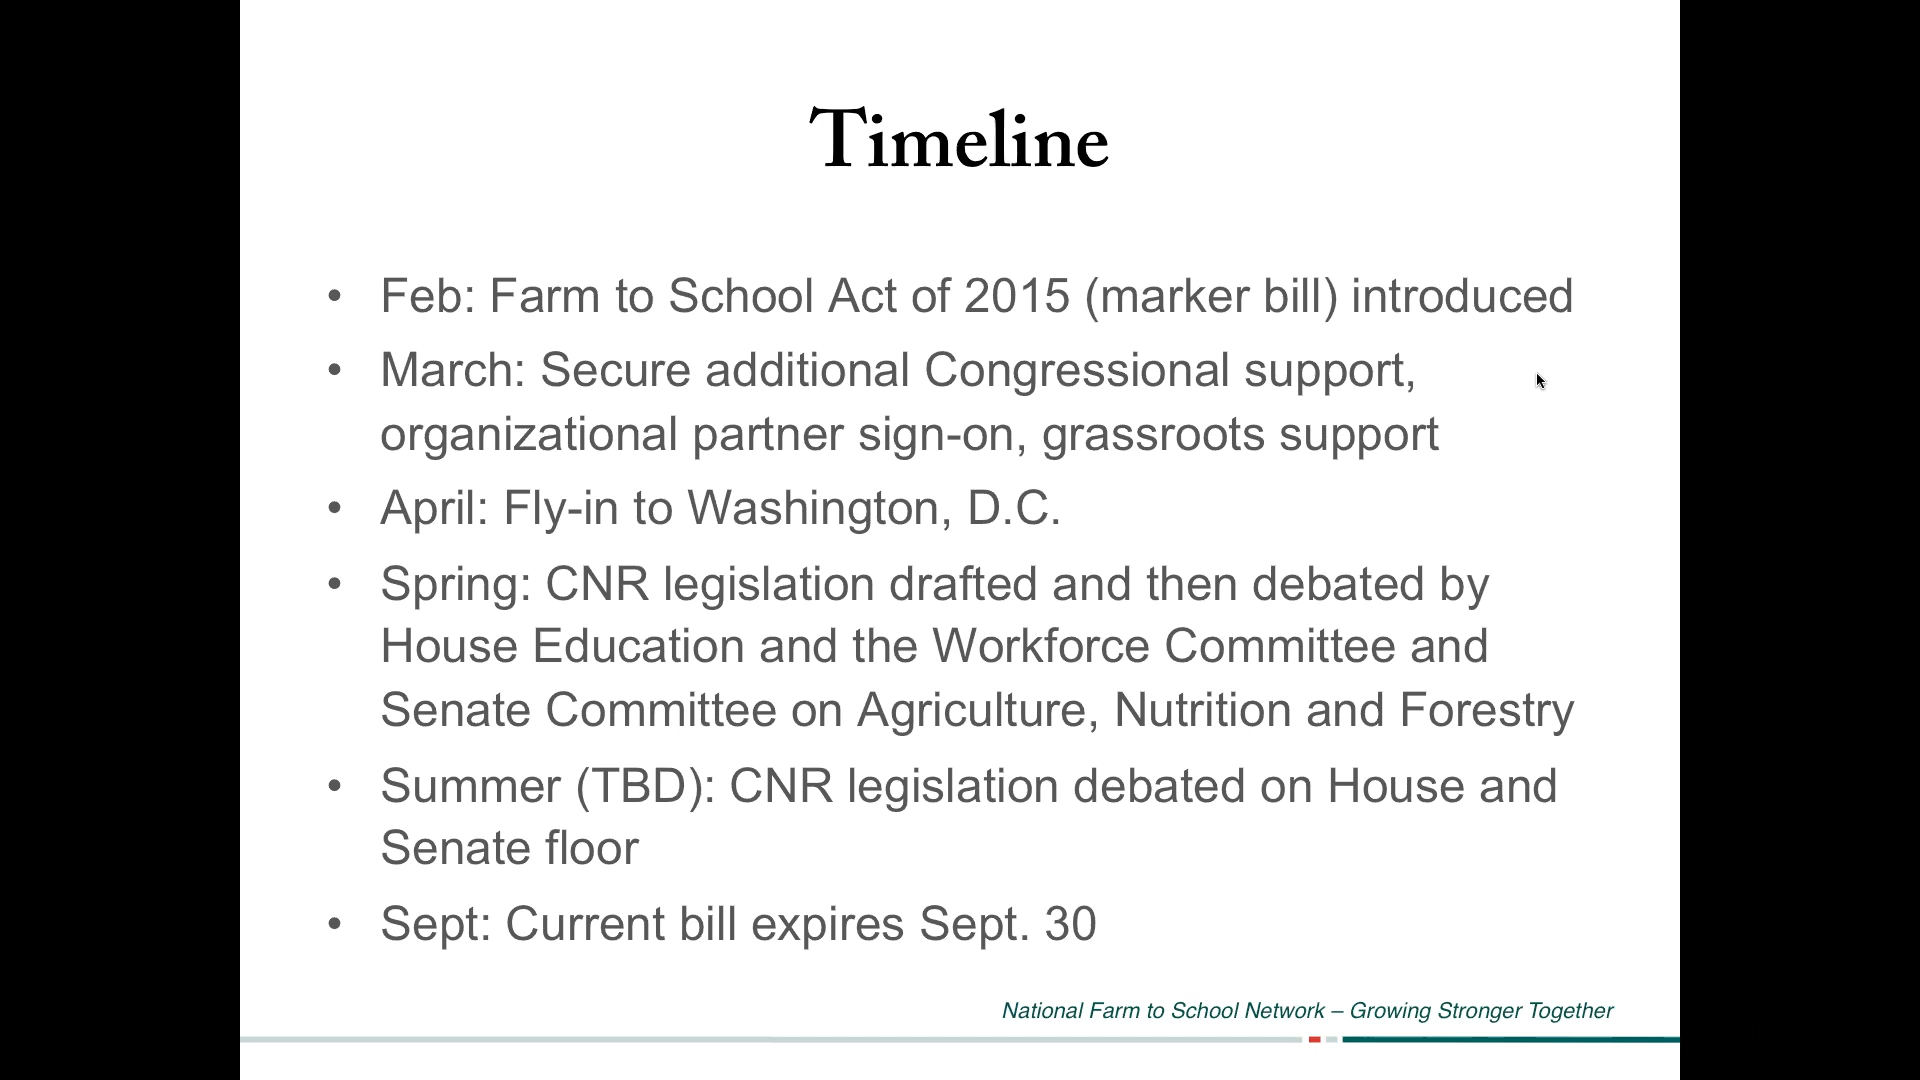 Timeline
• Feb: Farm to School Act of 2015 (marker bill) introduced
• March: Secure additional Congressional support,
organizational partner sign-on, grassroots support
• April: Fly-in to Washington, D.C.
• Spring: CNR legislation drafted and then debated by
House Education and the Workforce Committee and
Senate Committee on Agriculture, Nutrition and Forestry
• Summer (TBD): CNR legislation debated on House and
Senate floor
• Sept: Current bill expires Sept. 30
National Farm to School Network – Growing Stronger Together